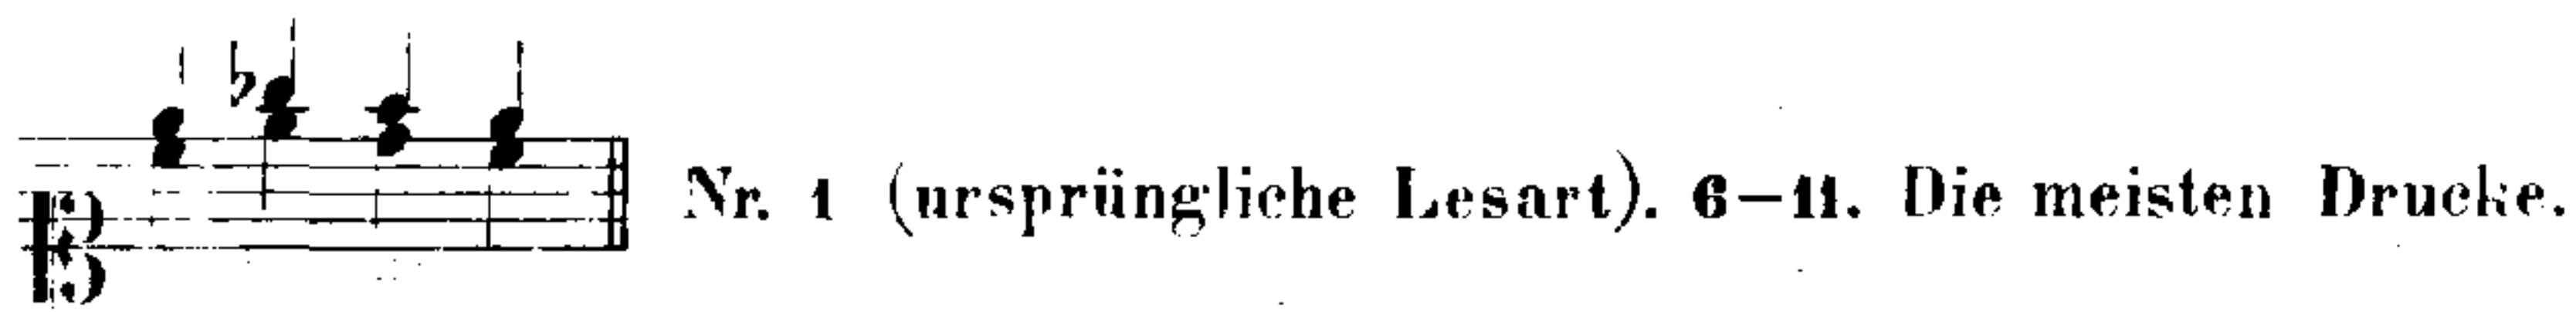 Nr. 1 (ursprüngliche Lesart). 6–11. Die meisten Drucke.